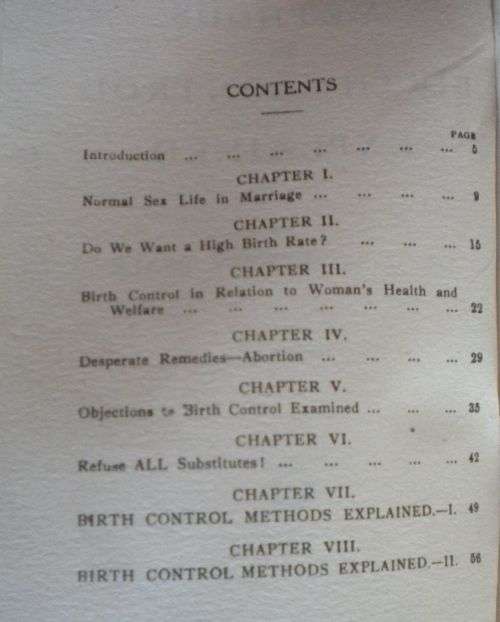 CONTENTS
PAGE
Introduction ... ... ... ... ... ... ... 5
CHAPTER I.
Normal Sex Life in Marriage ... ... ... ... 9
CHAPTER II.
Do We Want a High Birth Rate? ... ... ... 15
CHAPTER III.
Birth Control in Relation to Woman's Health and
Welfare ... ... ... ... ... ... ... 22
CHAPTER IV.
Desperate Remedies—Abortion ... ... ... ... 29
CHAPTER V.
Objections to Birth Control Examined ... ... ... 35
CHAPTER VI.
Refuse ALL Substitutes! ... ... ... ... ... 42
CHAPTER VII.
BIRTH CONTROL METHODS EXPLAINED.—I. 49
CHAPTER VIII.
BIRTH CONTROL METHODS EXPLAINED.—II. 56